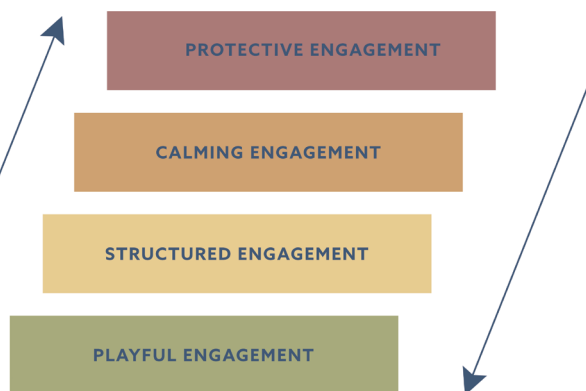 PROTECTIVE ENGAGEMENT
CALMING ENGAGEMENT
STRUCTURED ENGAGEMENT
PLAYFUL ENGAGEMENT